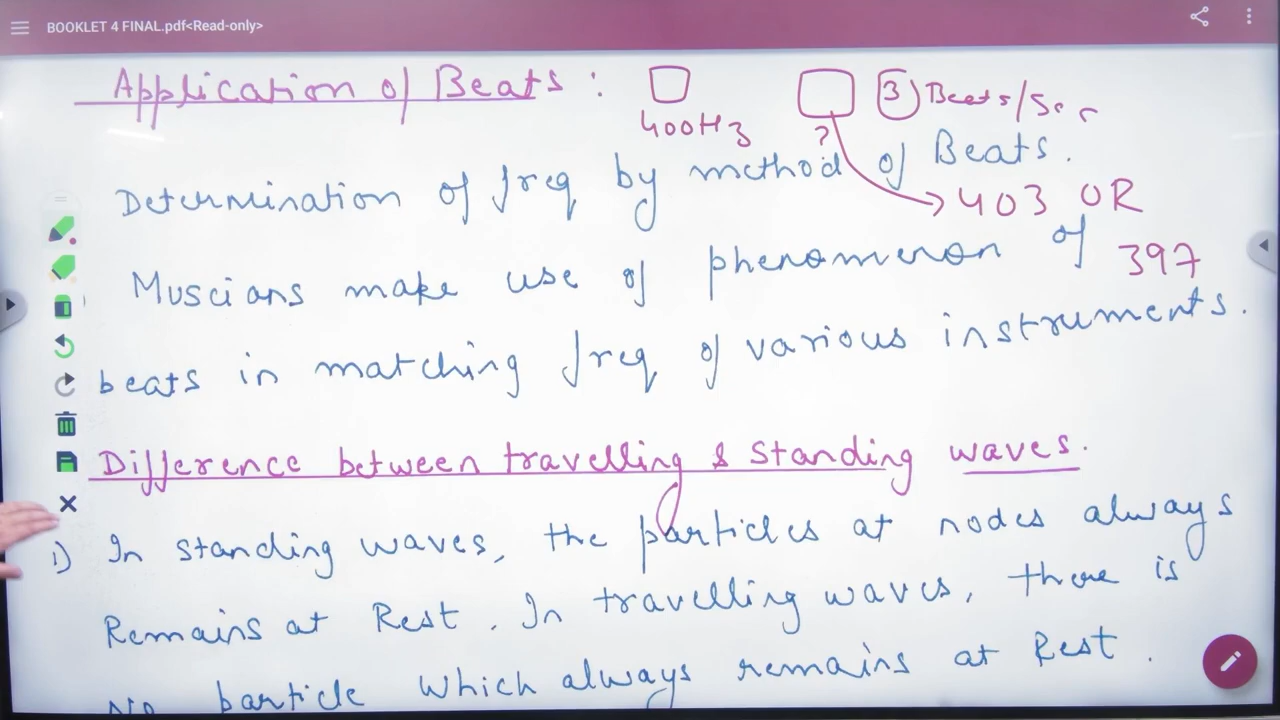 BOOKLET 4 FINAL.pdf<Read-only>
Application of Beats :
400Hz
?
3 Beats/Sec
Determination of freq by method of Beats.
403 OR
397
Muscians make use of phenomenon of
beats in matching freq of various instruments.
Difference between travelling & Standing waves.
1) In standing waves, the particles at nodes always
Remains at Rest. In travelling waves, there is
No particle which always remains at Rest.